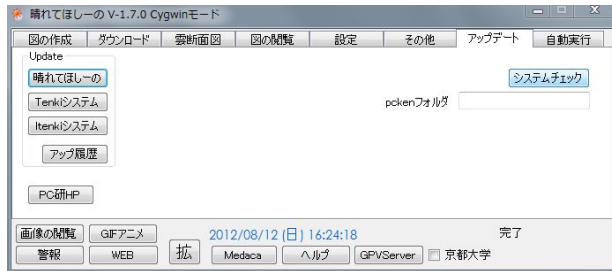 晴れてほしーの V-1.7.0 Cygwinモード
図の作成 ダウンロード 雲断面図 図の閲覧 設定 その他 アップデート 自動実行
Update
晴れてほしーの システムチェック
Tenkiシステム pckenフォルダ
Itenkiシステム
アップ履歴
PC研HP
画像の閲覧 GIFアニメ 2012/08/12 (日) 16:24:18 完了
警報 WEB 拡 Medaca ヘルプ GPVServer 京都大学